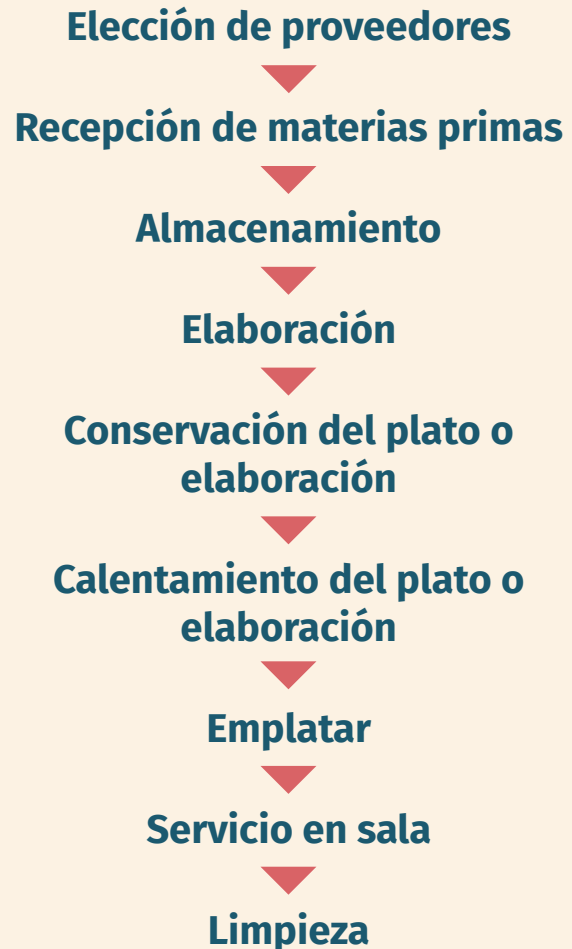 Elección de proveedores
Recepción de materias primas
Almacenamiento
Elaboración
Conservación del plato o
elaboración
Calentamiento del plato o
elaboración
Emplatar
Servicio en sala
Limpieza